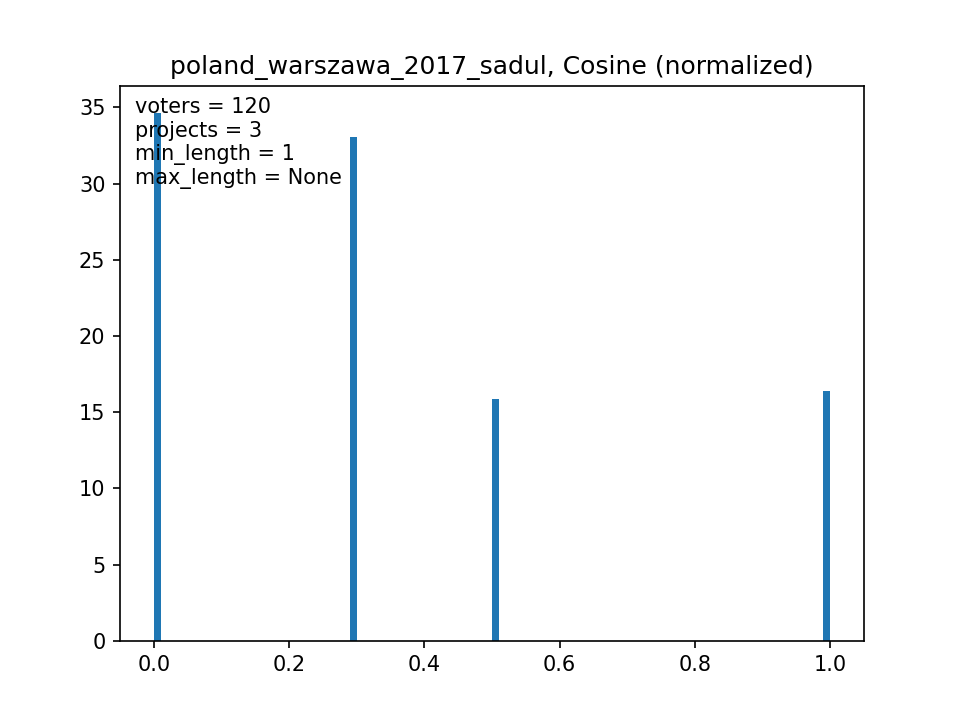 poland_warszawa_2017_sadul, Cosine (normalized)
voters = 120
projects = 3
min_length = 1
max_length = None
35
30
25
20
15
10
5
0
0.0 0.2 0.4 0.6 0.8 1.0